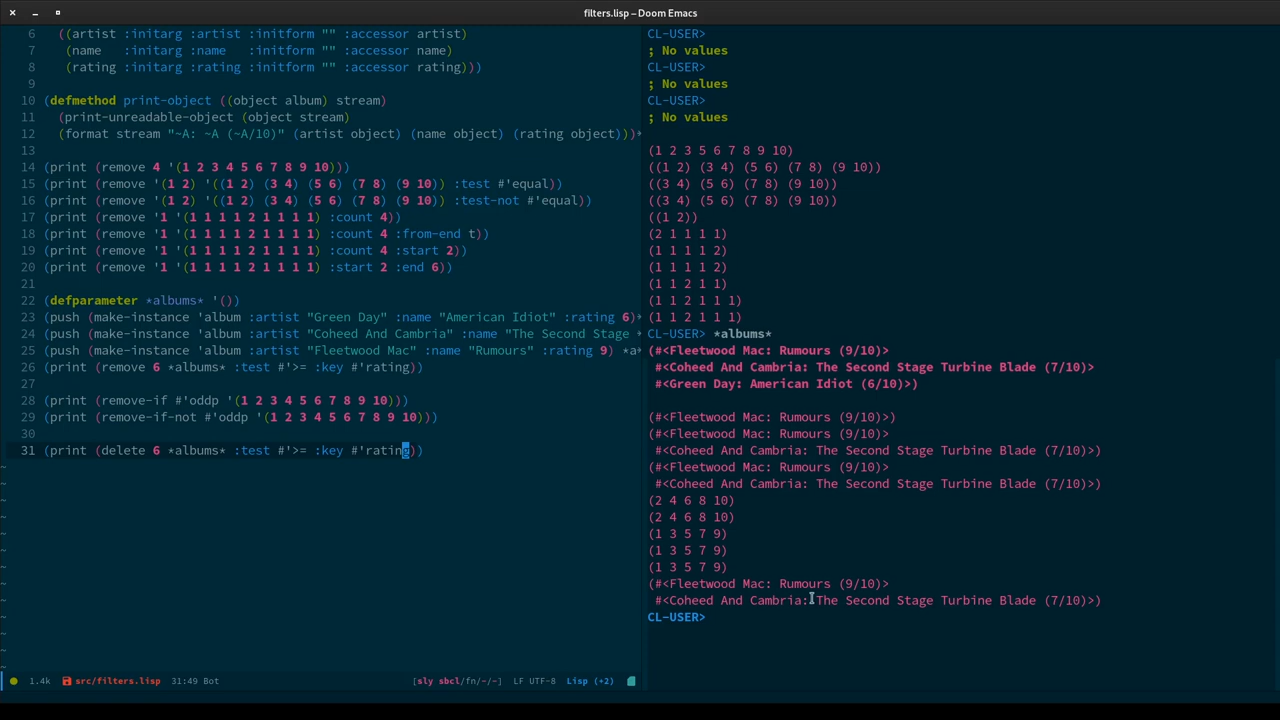 filters.lisp – Doom Emacs
6 ((artist :initarg :artist :initform "" :accessor artist)
7 (name :initarg :name :initform "" :accessor name)
8 (rating :initarg :rating :initform "" :accessor rating)))
9
10 (defmethod print-object ((object album) stream)
11 (print-unreadable-object (object stream)
12 (format stream "~A: ~A (~A/10)" (artist object) (name object) (rating object)))
13
14 (print (remove 4 '(1 2 3 4 5 6 7 8 9 10)))
15 (print (remove '(1 2) '((1 2) (3 4) (5 6) (7 8) (9 10)) :test #'equal))
16 (print (remove '(1 2) '((1 2) (3 4) (5 6) (7 8) (9 10)) :test-not #'equal))
17 (print (remove '1 '(1 1 1 1 2 1 1 1 1) :count 4))
18 (print (remove '1 '(1 1 1 1 2 1 1 1 1) :count 4 :from-end t))
19 (print (remove '1 '(1 1 1 1 2 1 1 1 1) :count 4 :start 2))
20 (print (remove '1 '(1 1 1 1 2 1 1 1 1) :start 2 :end 6))
21
22 (defparameter *albums* '())
23 (push (make-instance 'album :artist "Green Day" :name "American Idiot" :rating 6)
24 (push (make-instance 'album :artist "Coheed And Cambria" :name "The Second Stage
25 (push (make-instance 'album :artist "Fleetwood Mac" :name "Rumours" :rating 9) *a
26 (print (remove 6 *albums* :test #'>= :key #'rating))
27
28 (print (remove-if #'oddp '(1 2 3 4 5 6 7 8 9 10)))
29 (print (remove-if-not #'oddp '(1 2 3 4 5 6 7 8 9 10)))
30
31 (print (delete 6 *albums* :test #'>= :key #'rating))
~
~
~
~
~
~
~
~
~
~
~
~
~
1.4k src/filters.lisp 31:49 Bot [sly sbcl/fn/-/-] LF UTF-8 Lisp (+2)
CL-USER>
; No values
CL-USER>
; No values
CL-USER>
; No values
(1 2 3 5 6 7 8 9 10)
((1 2) (3 4) (5 6) (7 8) (9 10))
((3 4) (5 6) (7 8) (9 10))
((3 4) (5 6) (7 8) (9 10))
((1 2))
(2 1 1 1 1)
(1 1 1 1 2)
(1 1 1 1 2)
(1 1 2 1 1)
(1 1 2 1 1 1)
(1 1 2 1 1 1)
CL-USER> *albums*
(#<Fleetwood Mac: Rumours (9/10)>
#<Coheed And Cambria: The Second Stage Turbine Blade (7/10)>
#<Green Day: American Idiot (6/10)>)
(#<Fleetwood Mac: Rumours (9/10)>)
(#<Fleetwood Mac: Rumours (9/10)>
#<Coheed And Cambria: The Second Stage Turbine Blade (7/10)>)
(#<Fleetwood Mac: Rumours (9/10)>
#<Coheed And Cambria: The Second Stage Turbine Blade (7/10)>)
(2 4 6 8 10)
(2 4 6 8 10)
(1 3 5 7 9)
(1 3 5 7 9)
(1 3 5 7 9)
(#<Fleetwood Mac: Rumours (9/10)>
#<Coheed And Cambria: The Second Stage Turbine Blade (7/10)>)
CL-USER>